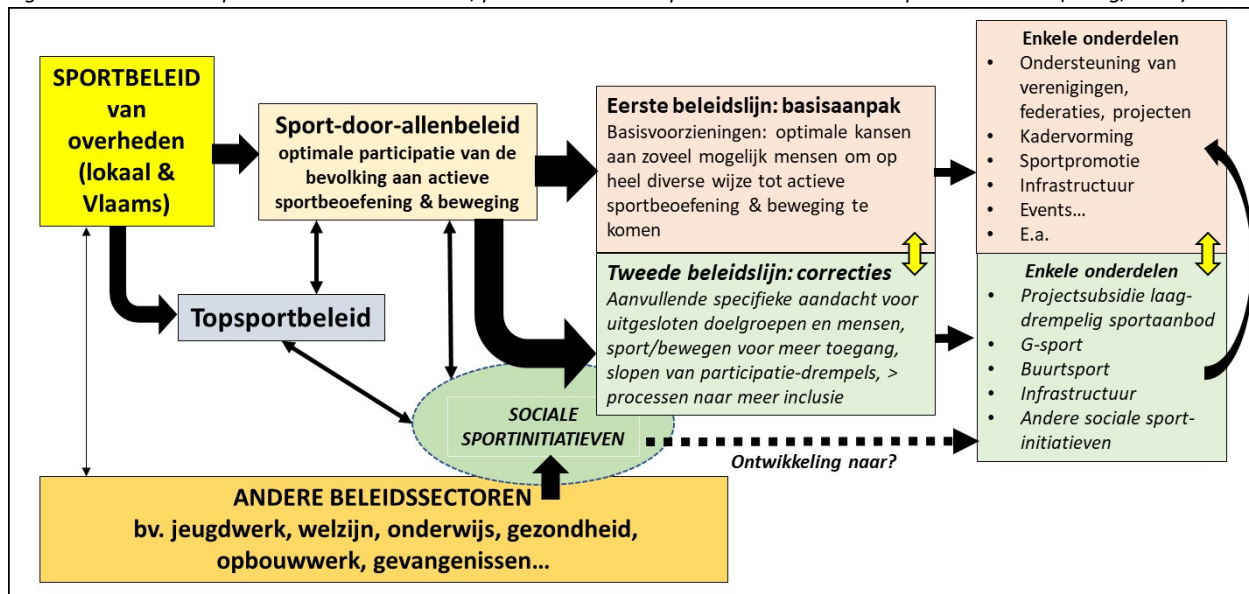 SPORTBELEID
van
overheden
(lokaal &
Vlaams)
Sport-door-allenbeleid
optimale participatie van de
bevolking aan actieve
sportbeoefening & beweging
Topsportbeleid
Eerste beleidslijn: basisaanpak
Basisvoorzieningen: optimale kansen
aan zoveel mogelijk mensen om op
heel diverse wijze tot actieve
sportbeoefening & beweging te
komen
Tweede beleidslijn: correcties
Aanvullende specifieke aandacht voor
uitgesloten doelgroepen en mensen,
sport/bewegen voor meer toegang,
slopen van participatie-drempels, >
processen naar meer inclusie
Enkele onderdelen
• Ondersteuning van
verenigingen,
federaties, projecten
• Kadervorming
• Sportpromotie
• Infrastructuur
• Events…
• E.a.
Enkele onderdelen
• Projectsubsidie laag-
drempelig sportaanbod
• G-sport
• Buurtsport
• Infrastructuur
• Andere sociale sport-
initiatieven
SOCIALE
SPORTINITIATIEVEN
Ontwikkeling naar?
ANDERE BELEIDSSECTOREN
bv. jeugdwerk, welzijn, onderwijs, gezondheid,
opbouwwerk, gevangenissen…